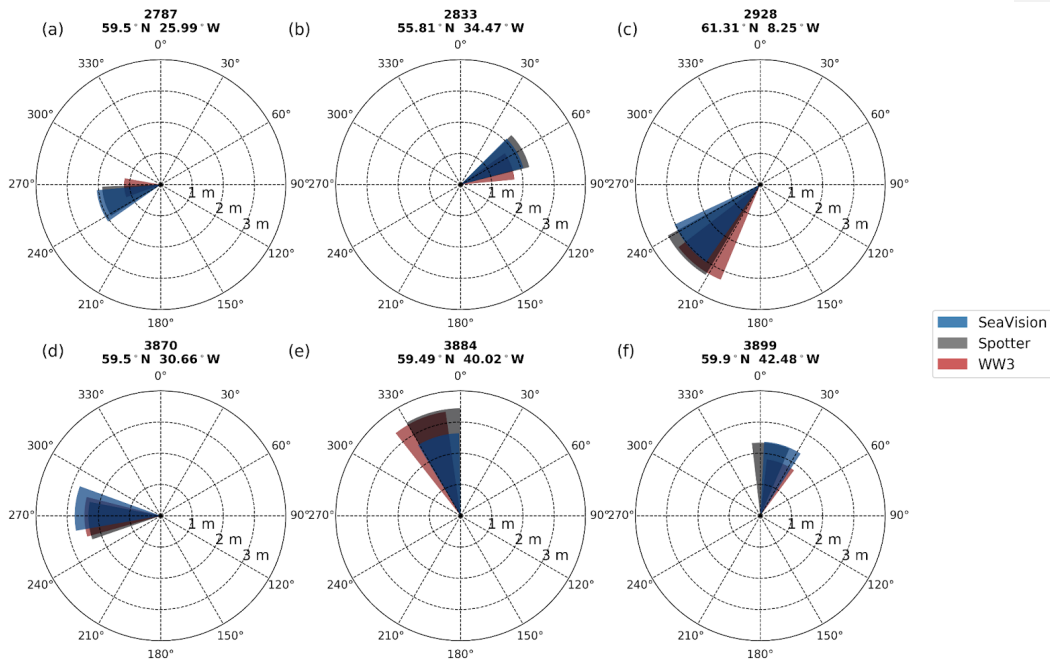 2787
(a) 59.5°N 25.99°W
0°
330° 30°
300° 60°
270° 90°
1 m
2 m
3 m
240° 120°
210° 150°
180°
2833
(b) 55.81°N 34.47°W
0°
330° 30°
300° 60°
270° 90°
1 m
2 m
3 m
240° 120°
210° 150°
180°
2928
(c) 61.31°N 8.25°W
0°
330° 30°
300° 60°
270° 90°
1 m
2 m
3 m
240° 120°
210° 150°
180°
SeaVision
Spotter
WW3
3870
(d) 59.5°N 30.66°W
0°
330° 30°
300° 60°
270° 90°
1 m
2 m
3 m
240° 120°
210° 150°
180°
3884
(e) 59.49°N 40.02°W
0°
330° 30°
300° 60°
270° 90°
1 m
2 m
3 m
240° 120°
210° 150°
180°
3899
(f) 59.9°N 42.48°W
0°
330° 30°
300° 60°
270° 90°
1 m
2 m
3 m
240° 120°
210° 150°
180°